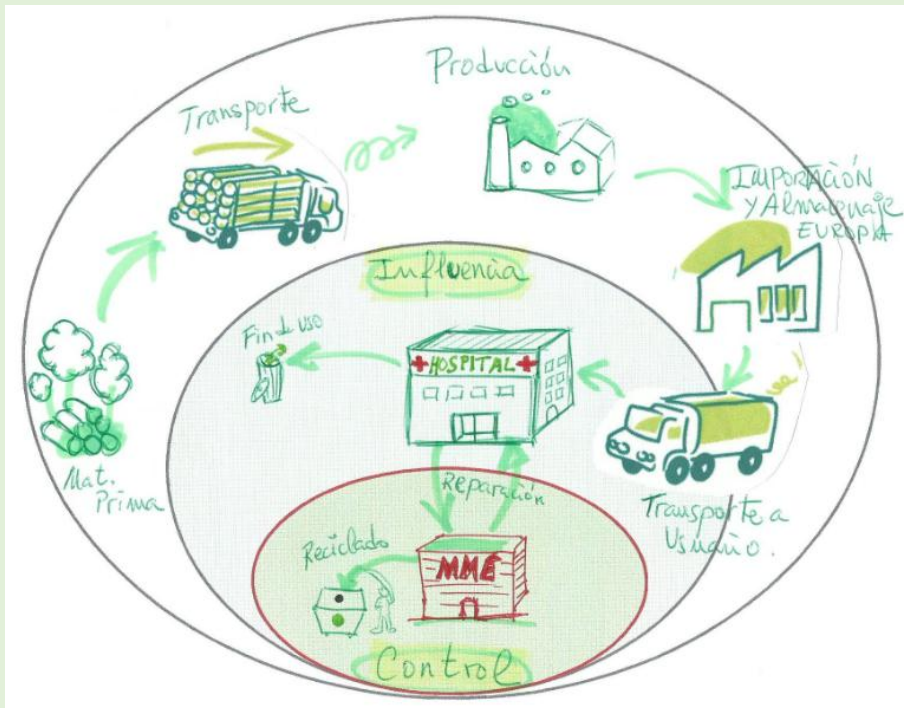 Producción
Transporte
IMPORTACIÓN
Y Almacenaje
EUROPA
Influencia
Fin de uso
HOSPITAL
Mat.
Prima
Reparación
Transporte a
Usuario.
Reciclado
MME
Control